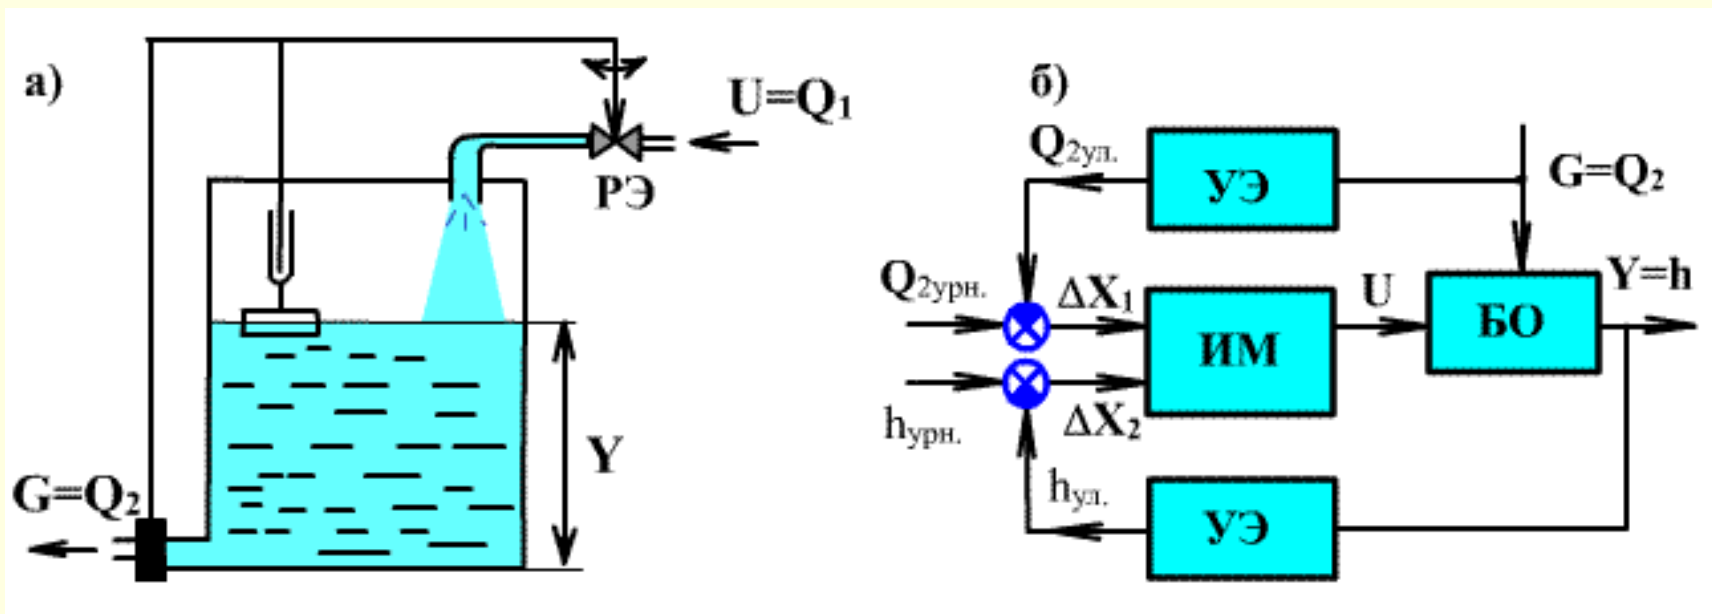 а)
U=Q₁
РЭ
Y
G=Q₂
б)
Q₂ул.
УЭ
G=Q₂
Q₂урн.
ΔX₁
ИМ
U
БО
Y=h
hурн.
ΔX₂
hул.
УЭ